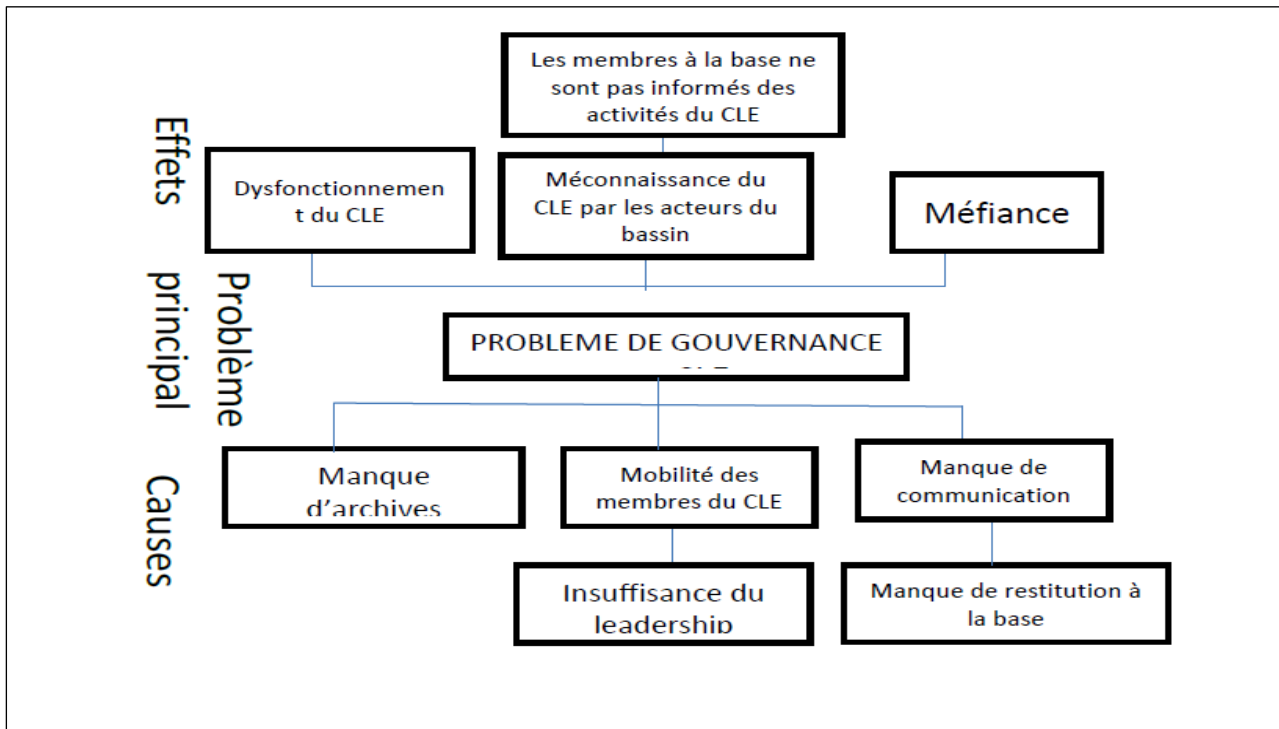 Effets
Les membres à la base ne
sont pas informés des
activités du CLE
Dysfonctionnemen
t du CLE
Méconnaissance du
CLE par les acteurs du
bassin
Méfiance
Problème
principal
PROBLEME DE GOUVERNANCE
Causes
Manque
d'archives
Mobilité des
membres du CLE
Manque de
communication
Insuffisance du
leadership
Manque de restitution à
la base